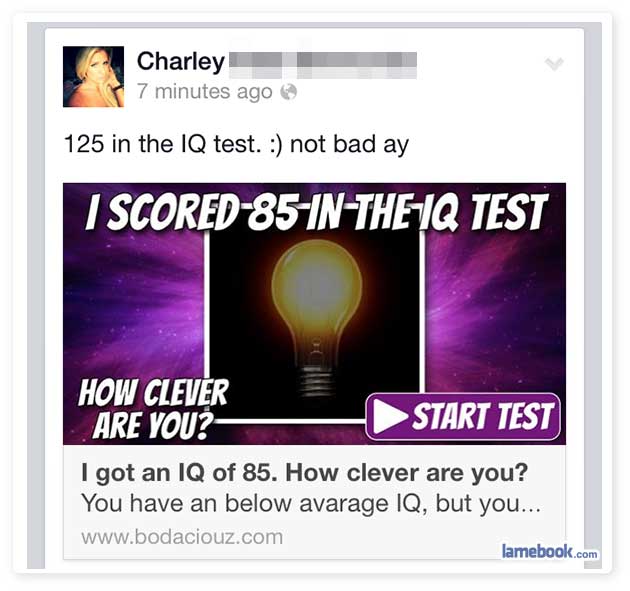 Charley
7 minutes ago
125 in the IQ test. :) not bad ay
I SCORED 85 IN THE IQ TEST
HOW CLEVER
ARE YOU?
START TEST
I got an IQ of 85. How clever are you?
You have an below avarage IQ, but you...
www.bodaciouz.com
lamebook.com